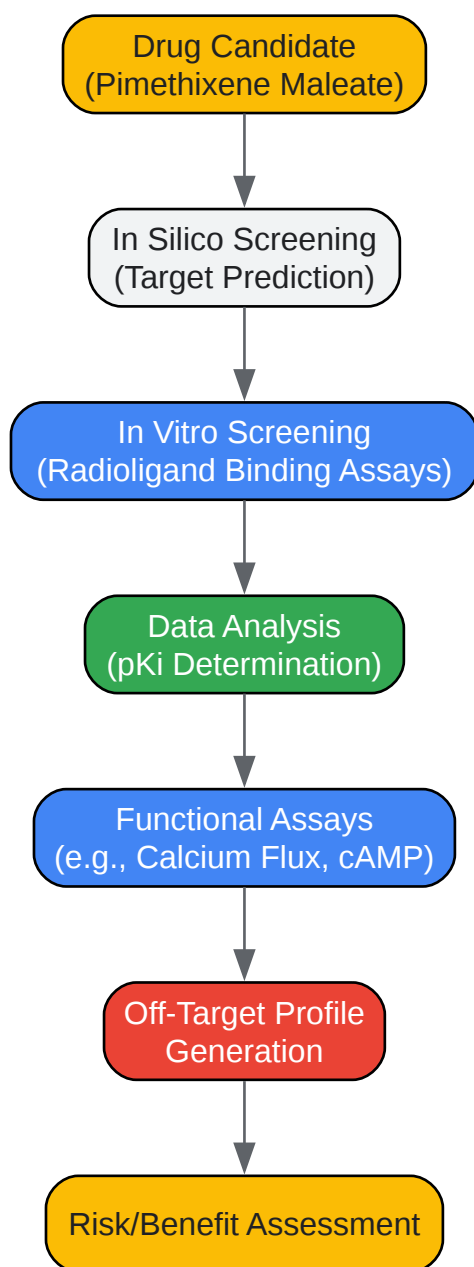 Drug Candidate
(Pimethixene Maleate)
In Silico Screening
(Target Prediction)
In Vitro Screening
(Radioligand Binding Assays)
Data Analysis
(pKi Determination)
Functional Assays
(e.g., Calcium Flux, cAMP)
Off-Target Profile
Generation
Risk/Benefit Assessment